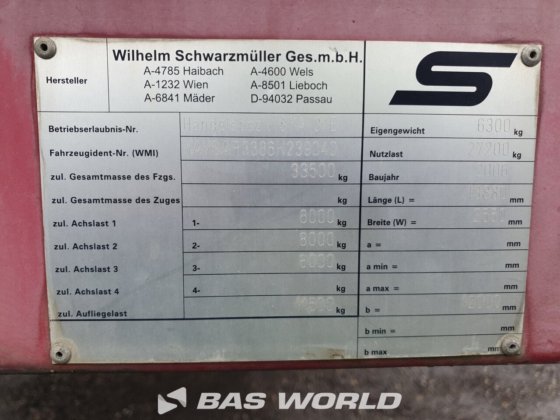 Wilhelm Schwarzmüller Ges.m.b.H.
Hersteller
A-4785 Haibach A-4600 Wels
A-1232 Wien A-8501 Lieboch
A-6841 Mäder D-94032 Passau
S
Betriebserlaubnis-Nr.
Fahrzeugident-Nr. (WMI)
zul. Gesamtmasse des Fzgs. 33500 kg
zul. Gesamtmasse des Zuges kg
zul. Achslast 1 1- 8000 kg
zul. Achslast 2 2- 8000 kg
zul. Achslast 3 3- 8000 kg
zul. Achslast 4 4- kg
zul. Aufliegelast kg
Eigengewicht 6300 kg
Nutzlast 27200 kg
Baujahr
Länge (L) = mm
Breite (W) = mm
a = mm
a min = mm
a max = mm
b = mm
b min = mm
b max mm
BAS WORLD